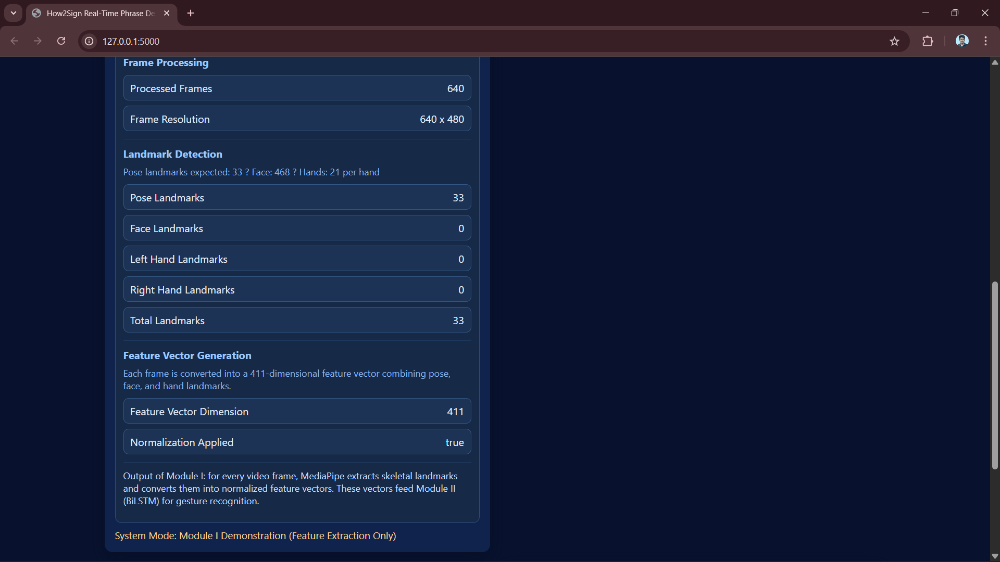 How2Sign Real-Time Phrase De
127.0.0.1:5000
Frame Processing
Processed Frames 640
Frame Resolution 640 x 480
Landmark Detection
Pose landmarks expected: 33 ? Face: 468 ? Hands: 21 per hand
Pose Landmarks 33
Face Landmarks 0
Left Hand Landmarks 0
Right Hand Landmarks 0
Total Landmarks 33
Feature Vector Generation
Each frame is converted into a 411-dimensional feature vector combining pose,
face, and hand landmarks.
Feature Vector Dimension 411
Normalization Applied true
Output of Module I: for every video frame, MediaPipe extracts skeletal landmarks
and converts them into normalized feature vectors. These vectors feed Module II
(BiLSTM) for gesture recognition.
System Mode: Module I Demonstration (Feature Extraction Only)